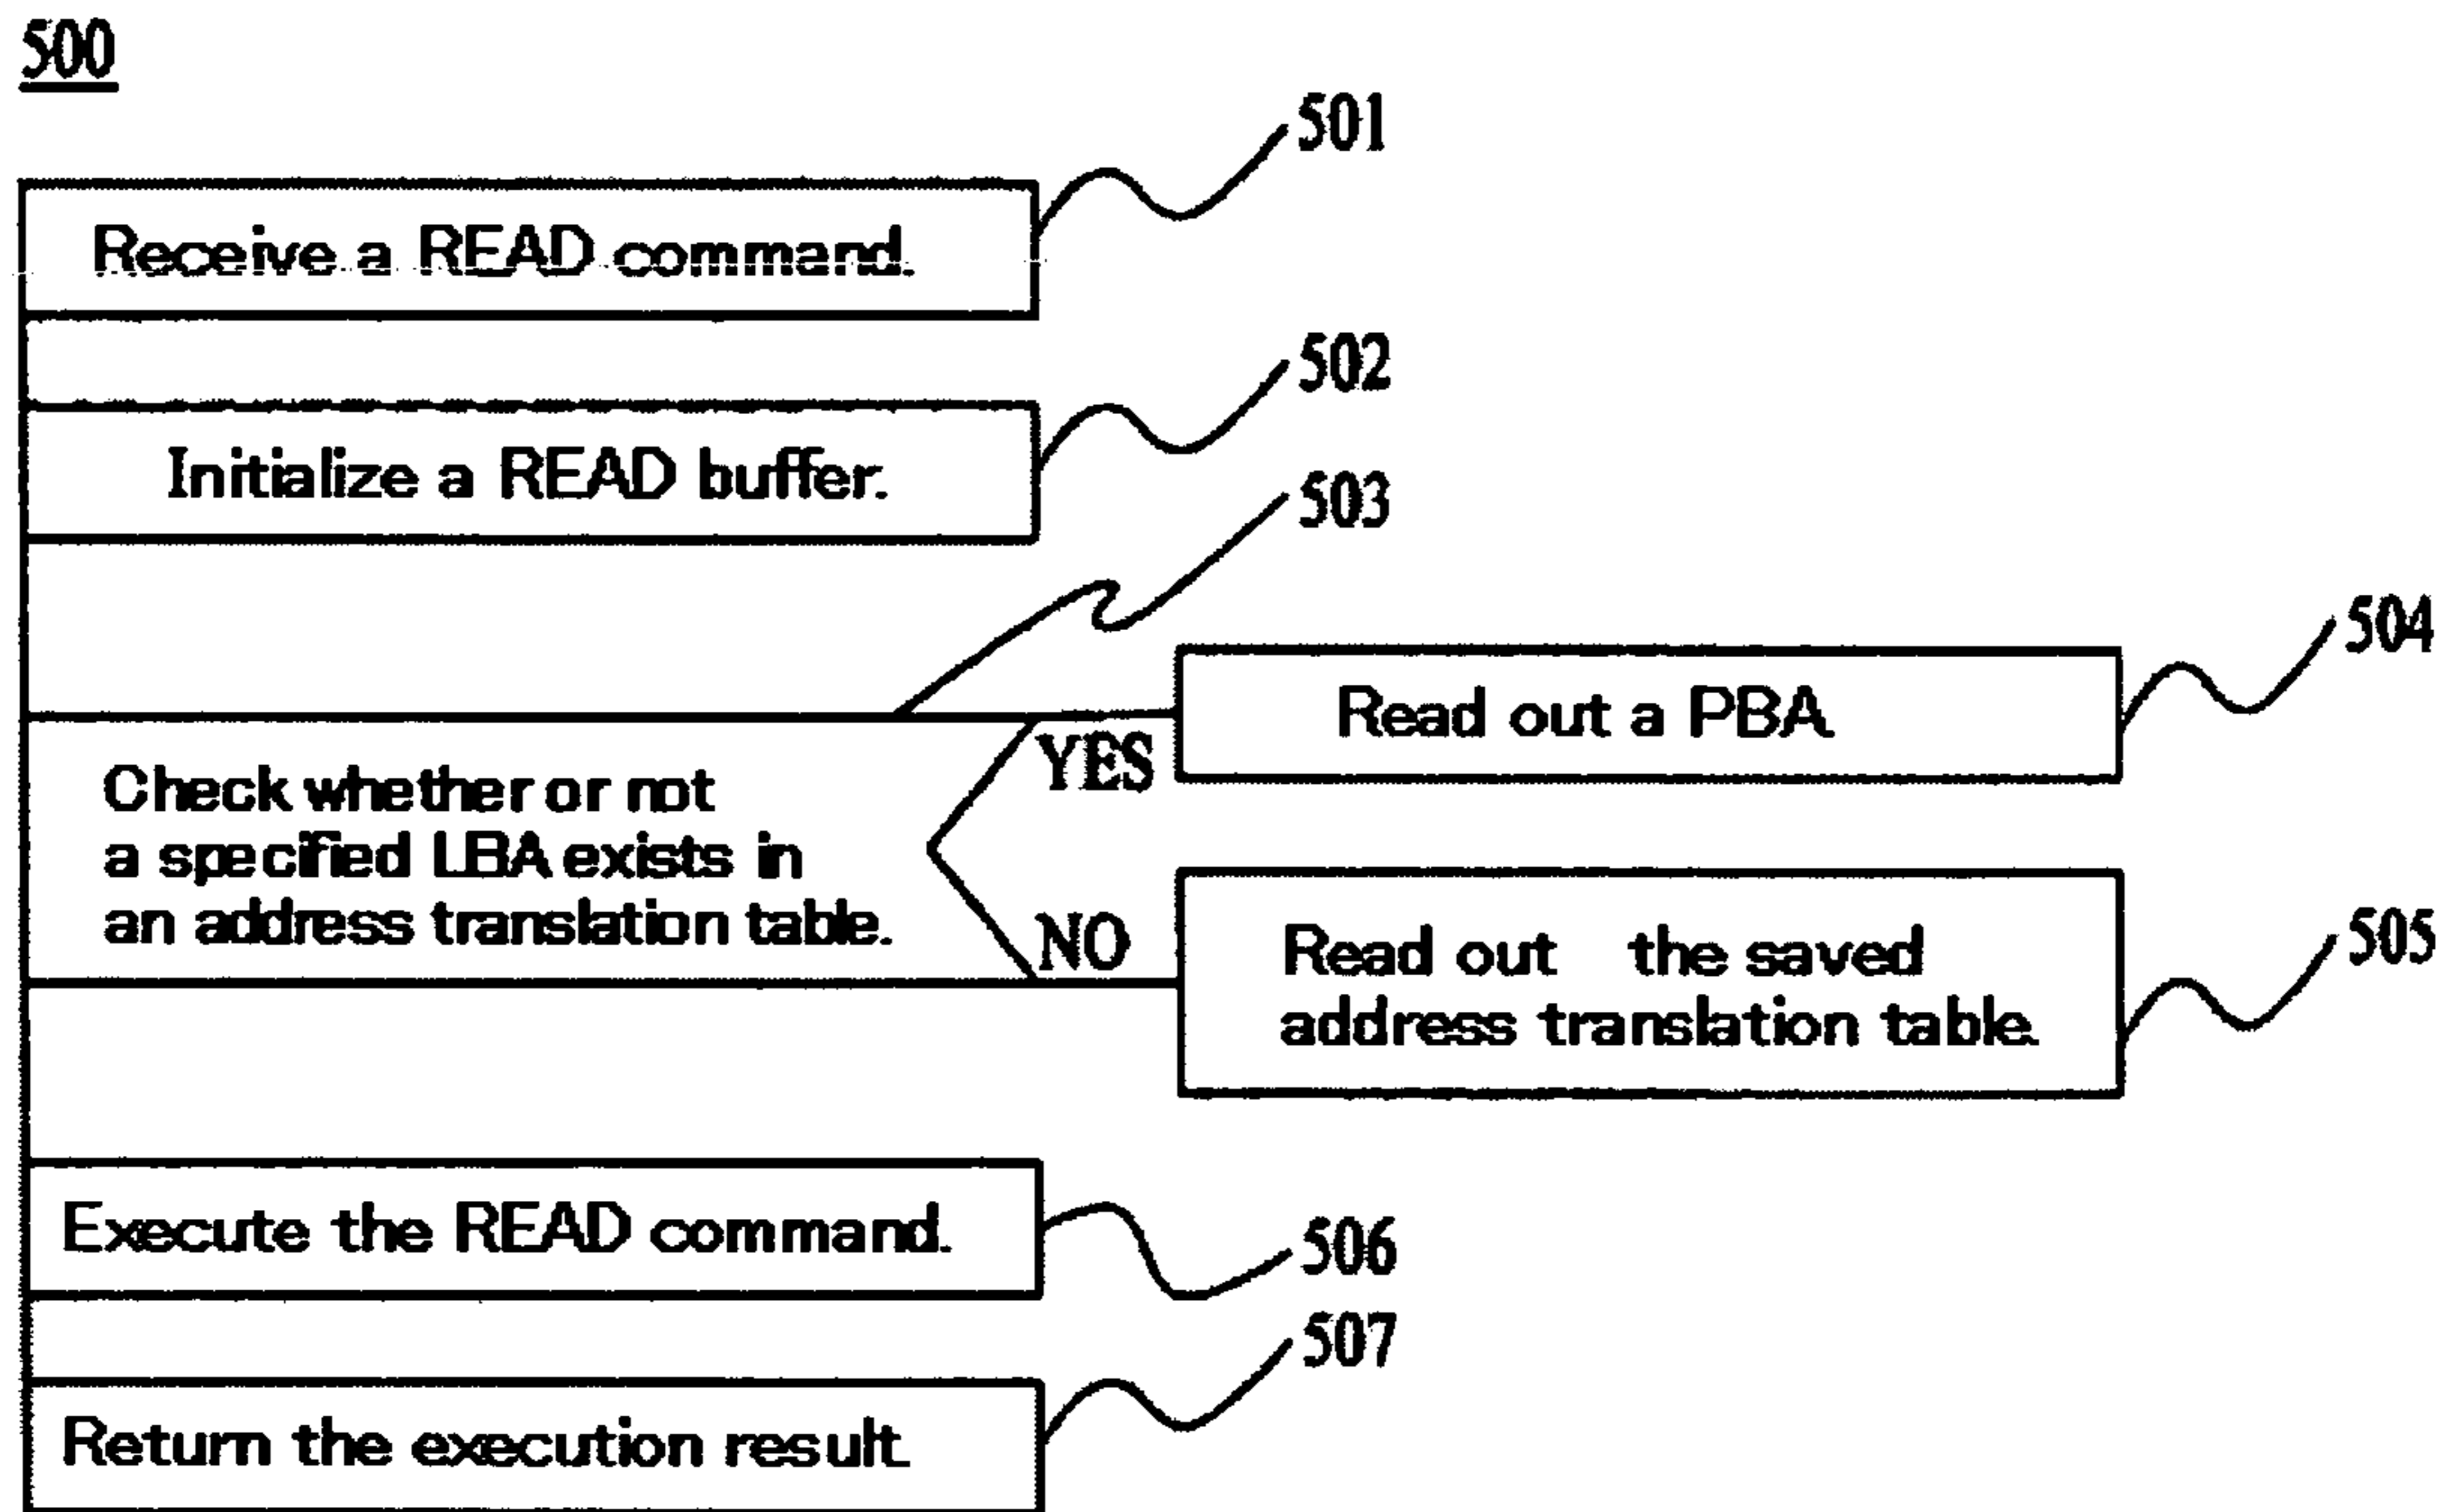 500
501
Receive a READ command.
502
Initialize a READ buffer.
503
504
Read out a PBA
YES
Check whether or not
a specified LBA exists in
an address translation table.
NO
505
Read out the saved
address translation table.
Execute the READ command.
506
507
Return the execution result